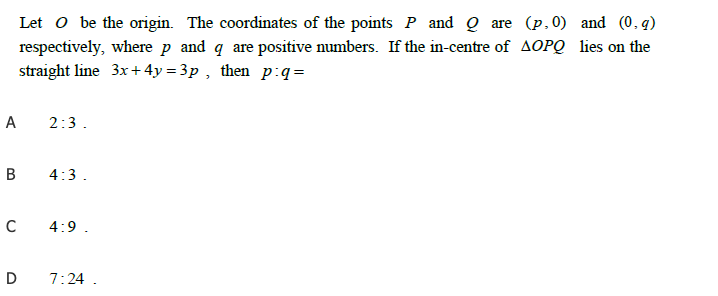 Let O be the origin. The coordinates of the points P and Q are (p,0) and (0,q)
respectively, where p and q are positive numbers. If the in-centre of ΔOPQ lies on the
straight line 3x+4y=3p, then p:q=
A 2:3.
B 4:3.
C 4:9.
D 7:24.